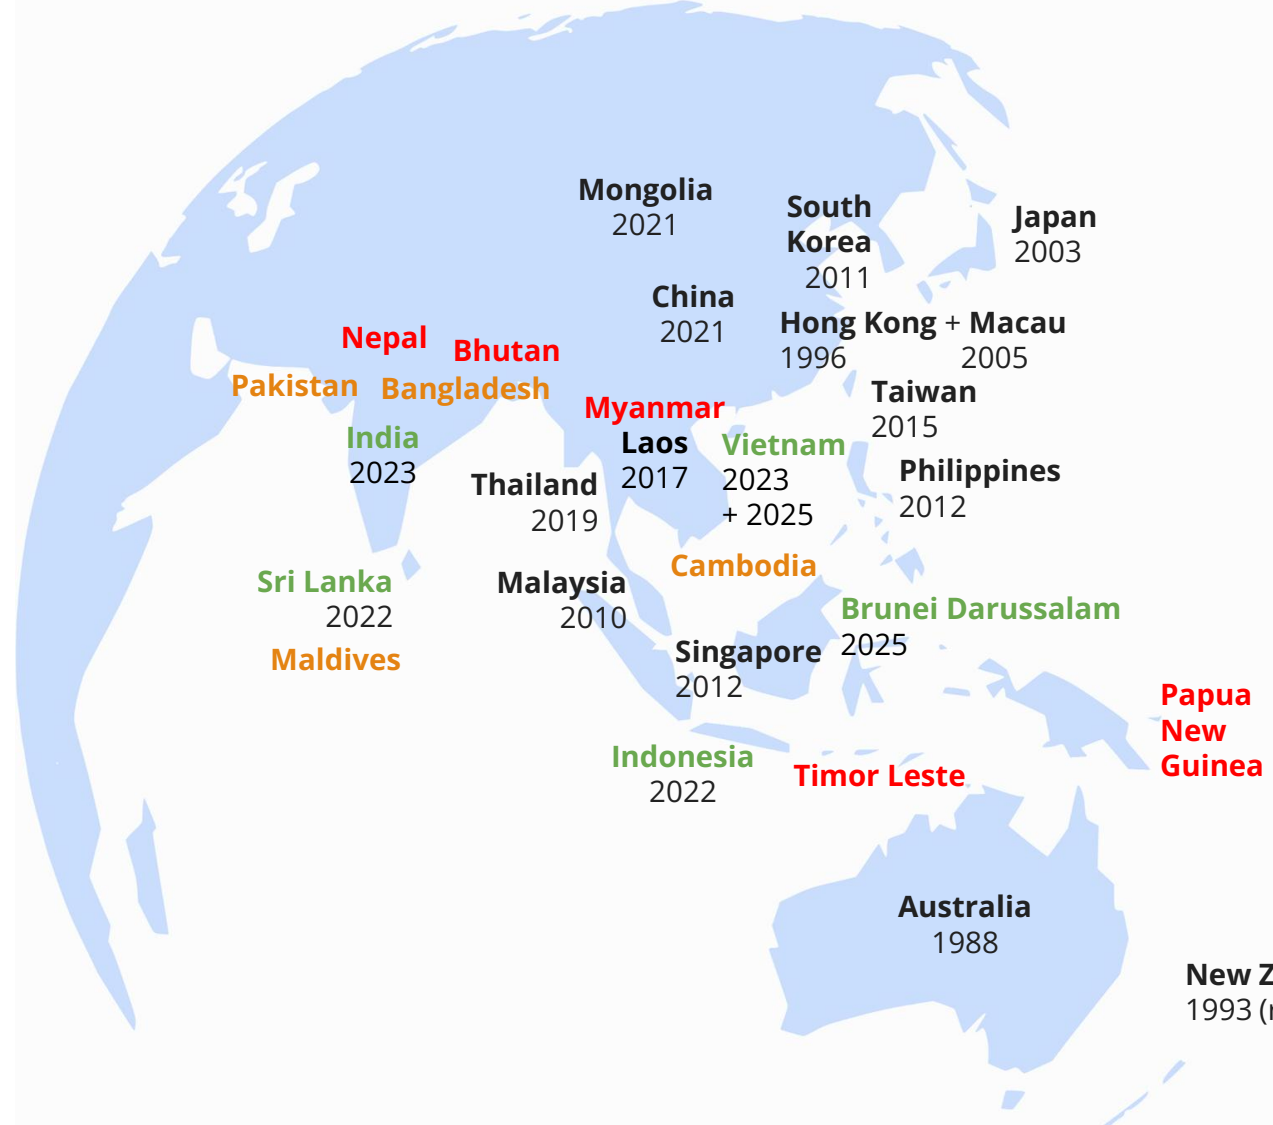 Mongolia
2021
South
Korea
2011
Japan
2003
China
2021
Hong Kong + Macau
1996 2005
Nepal
Bhutan
Pakistan
Bangladesh
Taiwan
2015
Myanmar
India
2023
Laos
2017
Vietnam
2023
+ 2025
Thailand
2019
Philippines
2012
Cambodia
Sri Lanka
2022
Malaysia
2010
Brunei Darussalam
2025
Maldives
Singapore
2012
Papua
New
Guinea
Indonesia
2022
Timor Leste
Australia
1988
New Z
1993 (